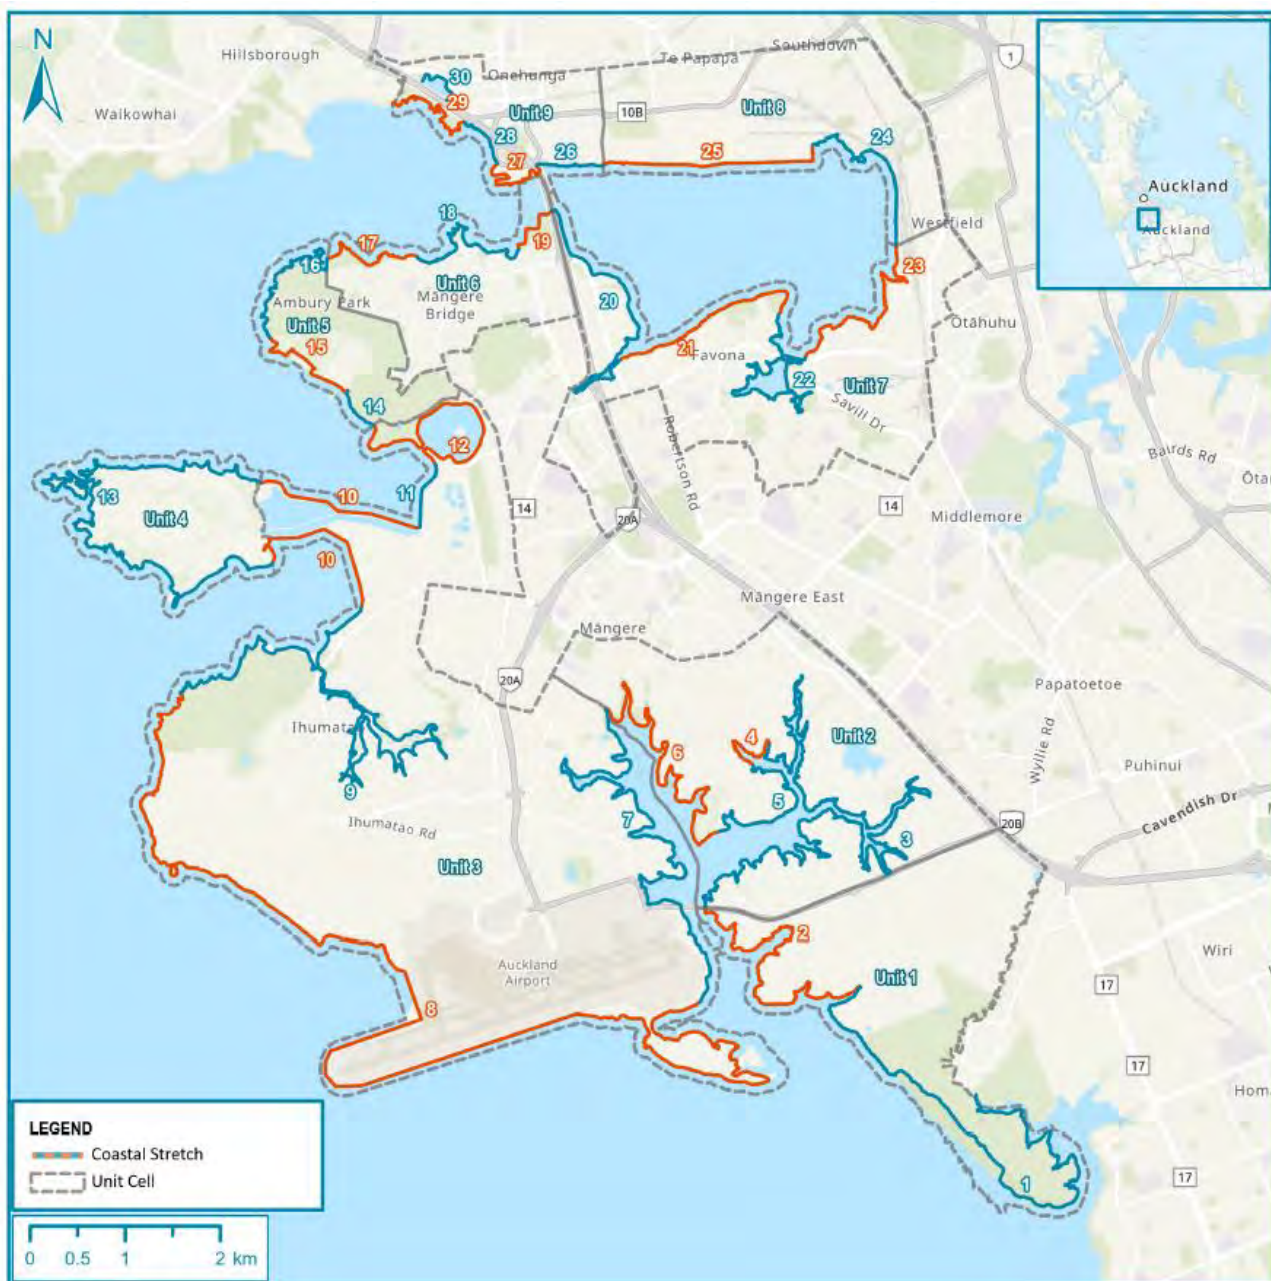 N
Hillsborough
Waikowhai
Onehunga
Te Papapa
Southdown
1
Auckland
Auckland
30
29
Unit 9
10B
Unit 8
28
27
26
25
24
Westfield
23
18
17
16
19
Unit 6
Ambury Park
Māngere
Bridge
Unit 5
15
20
21
Favona
Ōtāhuhu
22
Unit 7
Savill Dr
14
12
Robertson Rd
Bairds Rd
13
10
11
Unit 4
14
20A
14
Middlemore
10
Māngere East
Māngere
20A
Papatoetoe
Ihumata
6
4
Unit 2
Wyllie Rd
Puhinui
9
7
5
3
20B
Cavendish Dr
Ihumatao Rd
Unit 3
2
Wiri
Auckland
Airport
Unit 1
17
8
17
Homa
17
1
LEGEND
Coastal Stretch
Unit Cell
0 0.5 1 2 km